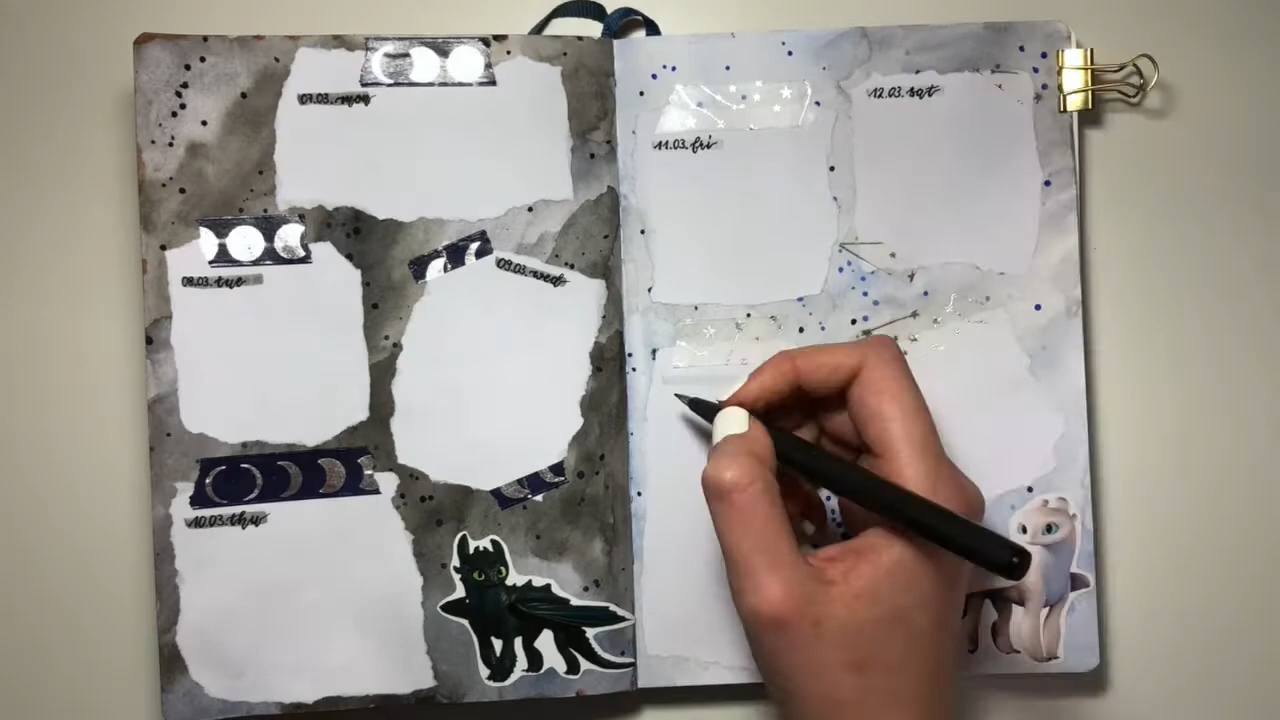 07.03. mon
08.03. tue
09.03. wed
10.03. thu
11.03. fri
12.03. sat